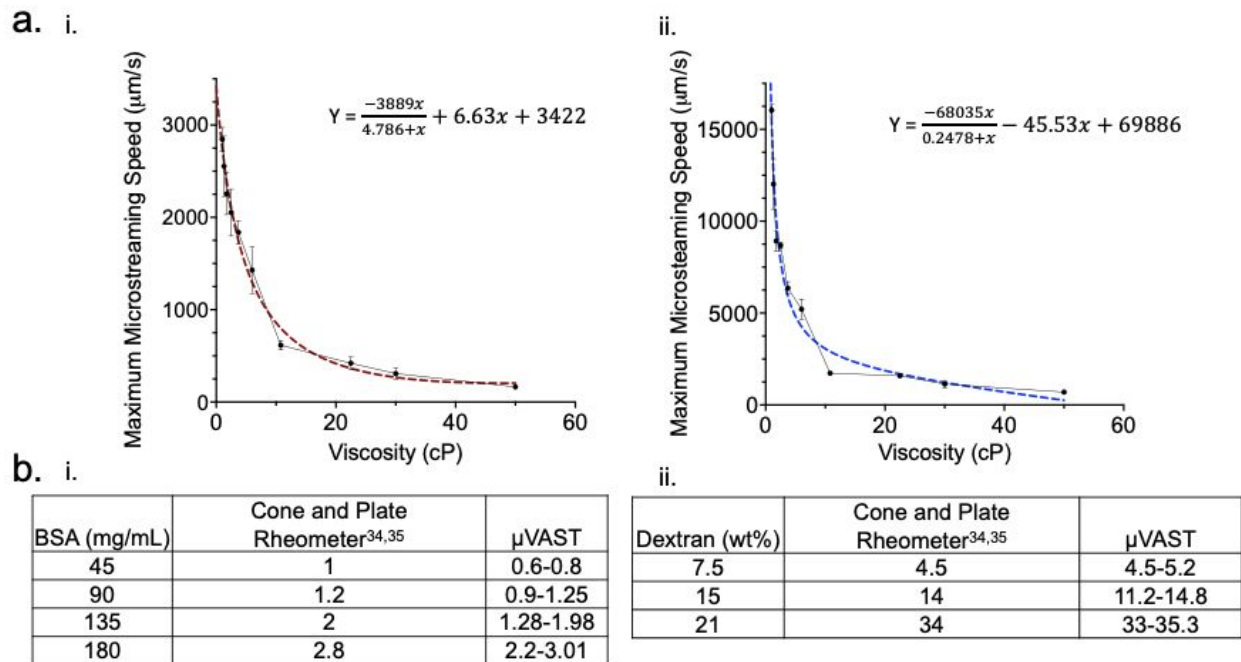 a. i.
ii.
Maximum Microstreaming Speed (μm/s)
3000
2000
1000
0
0 20 40 60
Viscosity (cP)
Y = −3889x/4.786+x + 6.63x + 3422
Maximum Microsteaming Speed (μm/s)
15000
10000
5000
0
0 20 40 60
Viscosity (cP)
Y = −68035x/0.2478+x − 45.53x + 69886
b. i.
BSA (mg/mL) Cone and Plate Rheometer34,35 μVAST
45 1 0.6-0.8
90 1.2 0.9-1.25
135 2 1.28-1.98
180 2.8 2.2-3.01
ii.
Dextran (wt%) Cone and Plate Rheometer34,35 μVAST
7.5 4.5 4.5-5.2
15 14 11.2-14.8
21 34 33-35.3